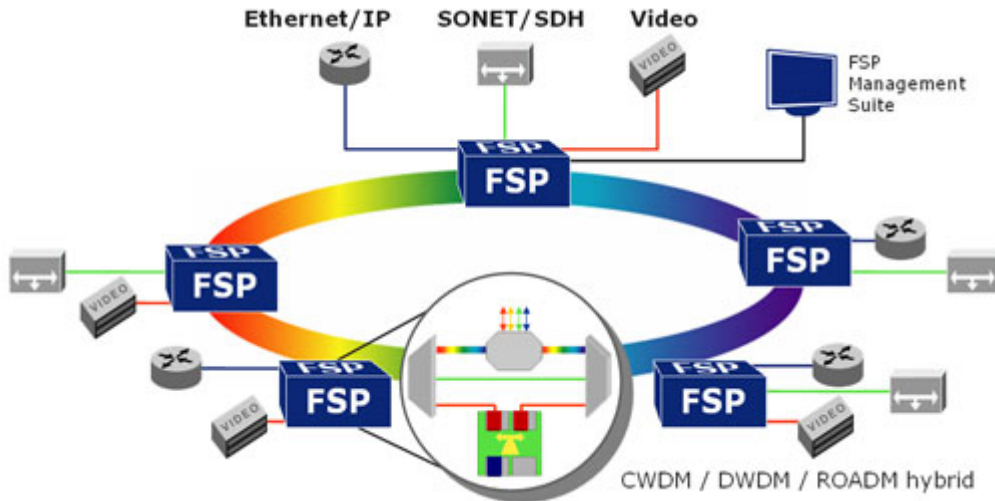 Ethernet/IP
SONET/SDH
Video
VIDEO
FSP
Management
Suite
FSP
FSP
FSP
FSP
FSP
FSP
VIDEO
FSP
FSP
FSP
FSP
VIDEO
VIDEO
CWDM / DWDM / ROADM hybrid